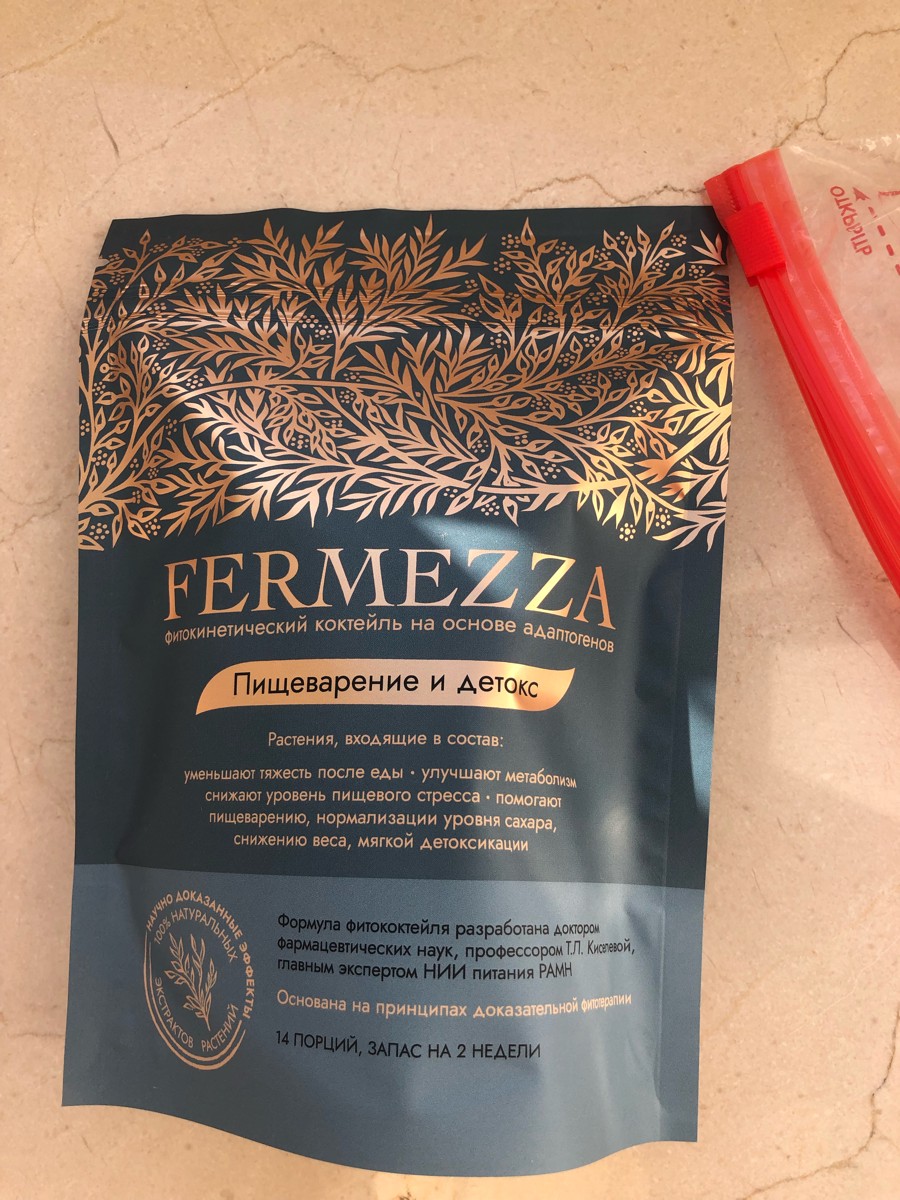 ОТКРЫТЬ
FERMEZZA
фитокинетический коктейль на основе адаптогенов
Пищеварение и детокс
Растения, входящие в состав:
уменьшают тяжесть после еды • улучшают метаболизм
снижают уровень пищевого стресса • помогают
пищеварению, нормализации уровня сахара,
снижению веса, мягкой детоксикации
НАУЧНО ДОКАЗАННЫЕ ЭФФЕКТЫ
100% НАТУРАЛЬНЫХ
ЭКСТРАКТОВ РАСТЕНИЙ
Формула фитококтейля разработана доктором
фармацевтических наук, профессором Т.Л. Киселевой,
главным экспертом НИИ питания РАМН
Основана на принципах доказательной фитотерапии
14 ПОРЦИЙ, ЗАПАС НА 2 НЕДЕЛИ